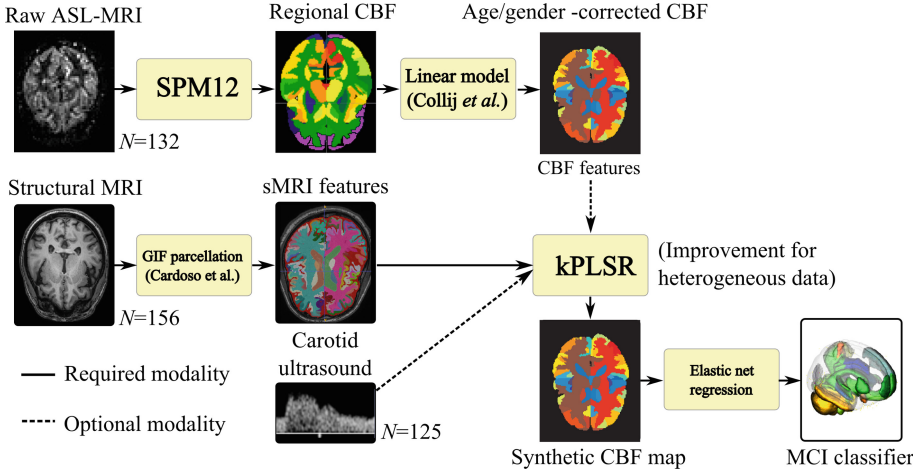 Raw ASL-MRI
Regional CBF
Age/gender -corrected CBF
SPM12
Linear model
(Collij et al.)
N=132
CBF features
Structural MRI
sMRI features
GIF parcellation
(Cardoso et al.)
kPLSR
(Improvement for
heterogeneous data)
N=156
Carotid
ultrasound
Required modality
Optional modality
N=125
Elastic net
regression
Synthetic CBF map
MCI classifier